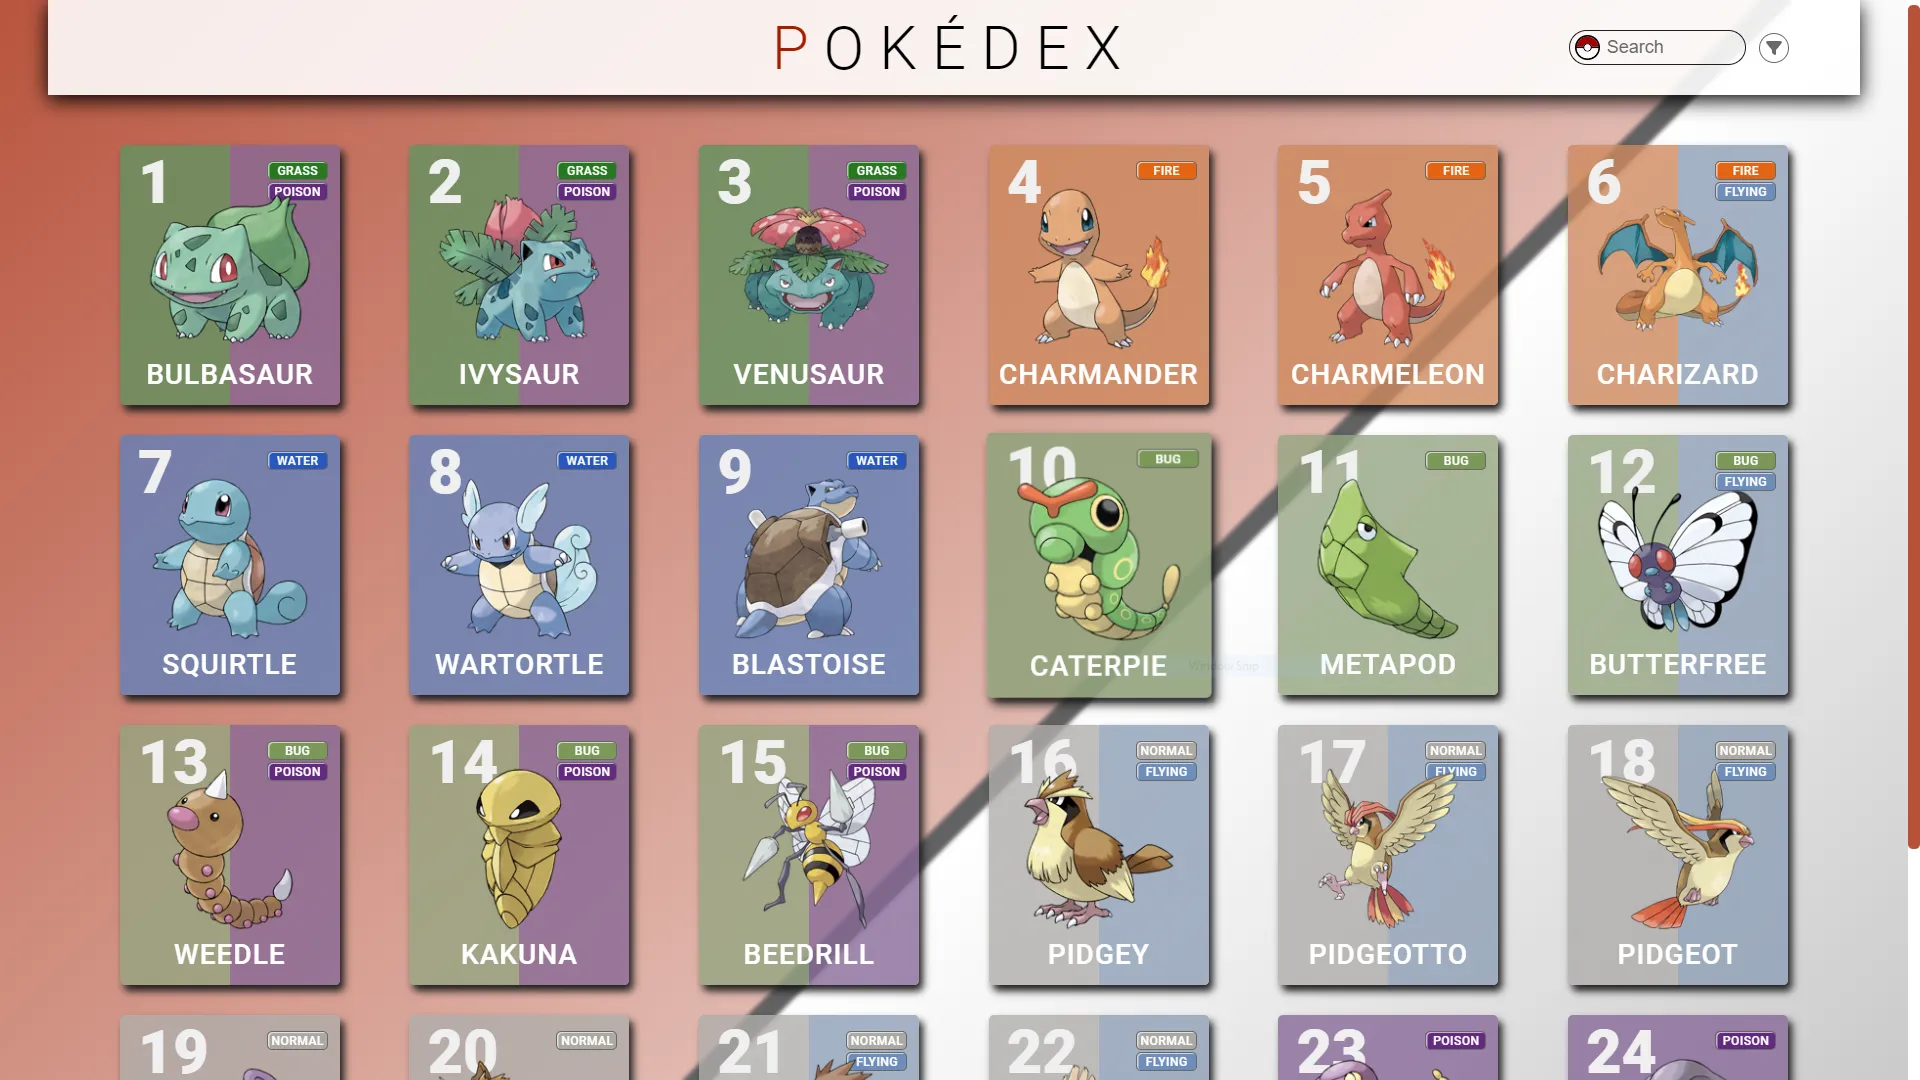 POKÉDEX
Search
1
GRASS
POISON
BULBASAUR
2
GRASS
POISON
IVYSAUR
3
GRASS
POISON
VENUSAUR
4
FIRE
CHARMANDER
5
FIRE
CHARMELEON
6
FIRE
FLYING
CHARIZARD
7
WATER
SQUIRTLE
8
WATER
WARTORTLE
9
WATER
BLASTOISE
10
BUG
CATERPIE
Window Snip
11
BUG
METAPOD
12
BUG
FLYING
BUTTERFREE
13
BUG
POISON
WEEDLE
14
BUG
POISON
KAKUNA
15
BUG
POISON
BEEDRILL
16
NORMAL
FLYING
PIDGEY
17
NORMAL
FLYING
PIDGEOTTO
18
NORMAL
FLYING
PIDGEOT
19
NORMAL
20
NORMAL
21
NORMAL
FLYING
22
NORMAL
FLYING
23
POISON
24
POISON